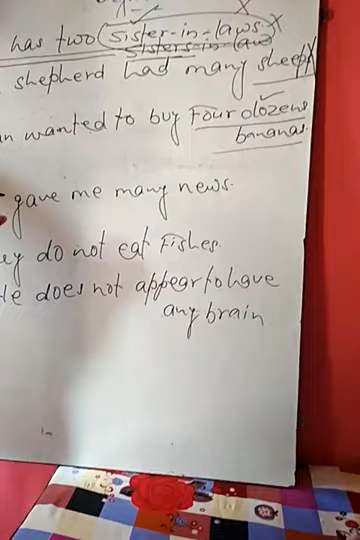 has two sister-in-laws X
sisters-in-law
shepherd had many sheep
wanted to buy Four dozens
bananas.
gave me many news.
do not eat Fishes.
He does not appear to have
any brain